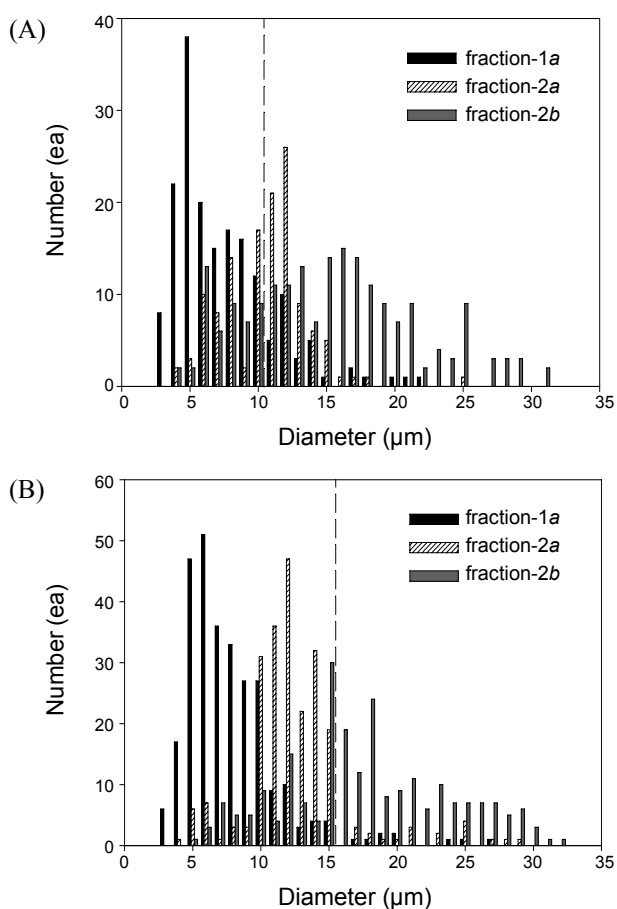 (A)
40
30
20
10
0
Number (ea)
fraction-1a
fraction-2a
fraction-2b
0 5 10 15 20 25 30 35
Diameter (μm)
(B)
60
50
40
30
20
10
0
Number (ea)
fraction-1a
fraction-2a
fraction-2b
0 5 10 15 20 25 30 35
Diameter (μm)